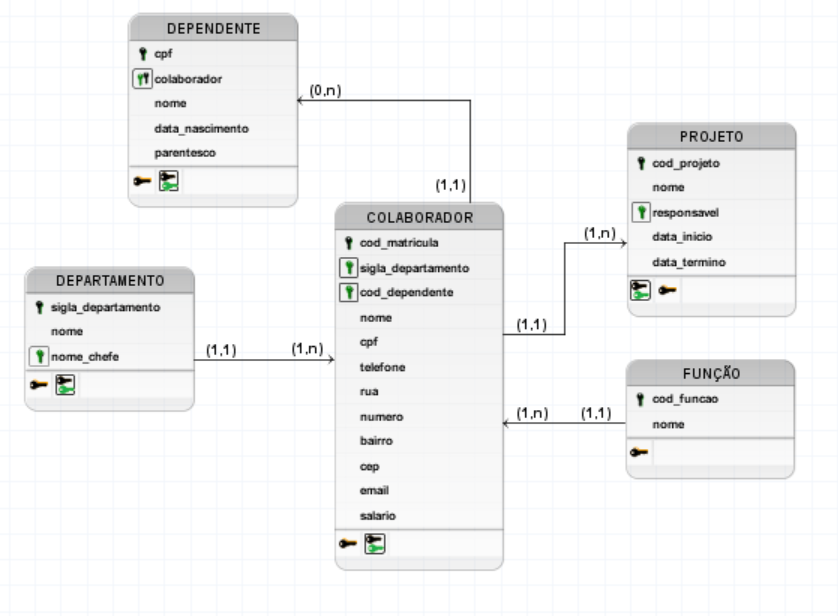 DEPENDENTE
cpf
colaborador
nome
data_nascimento
parentesco
(0,n)
(1,1)
PROJETO
cod_projeto
nome
responsavel
data_inicio
data_termino
(1,n)
(1,1)
COLABORADOR
cod_matricula
sigla_departamento
cod_dependente
nome
cpf
telefone
rua
numero
bairro
cep
email
salario
DEPARTAMENTO
sigla_departamento
nome
nome_chefe
(1,1)
(1,n)
FUNÇÃO
cod_funcao
nome
(1,n)
(1,1)